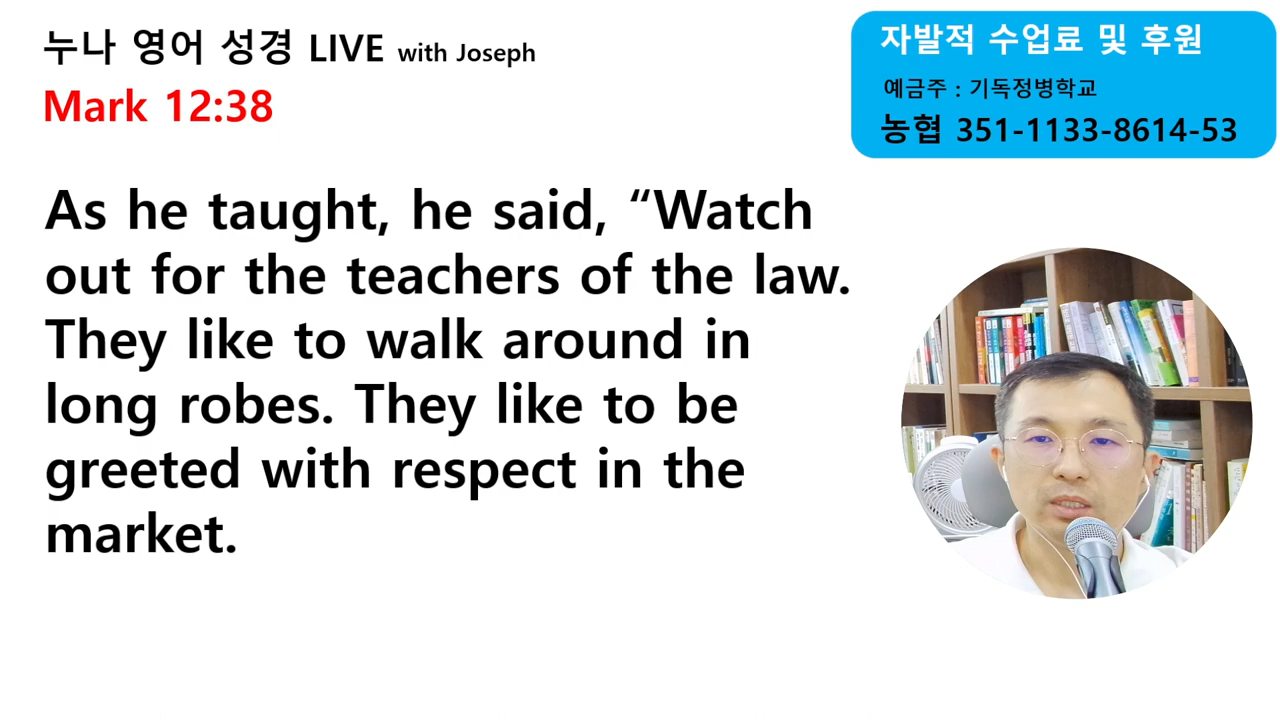 누나 영어 성경 LIVE with Joseph
Mark 12:38
자발적 수업료 및 후원
예금주 : 기독정병학교
농협 351-1133-8614-53
As he taught, he said, “Watch
out for the teachers of the law.
They like to walk around in
long robes. They like to be
greeted with respect in the
market.